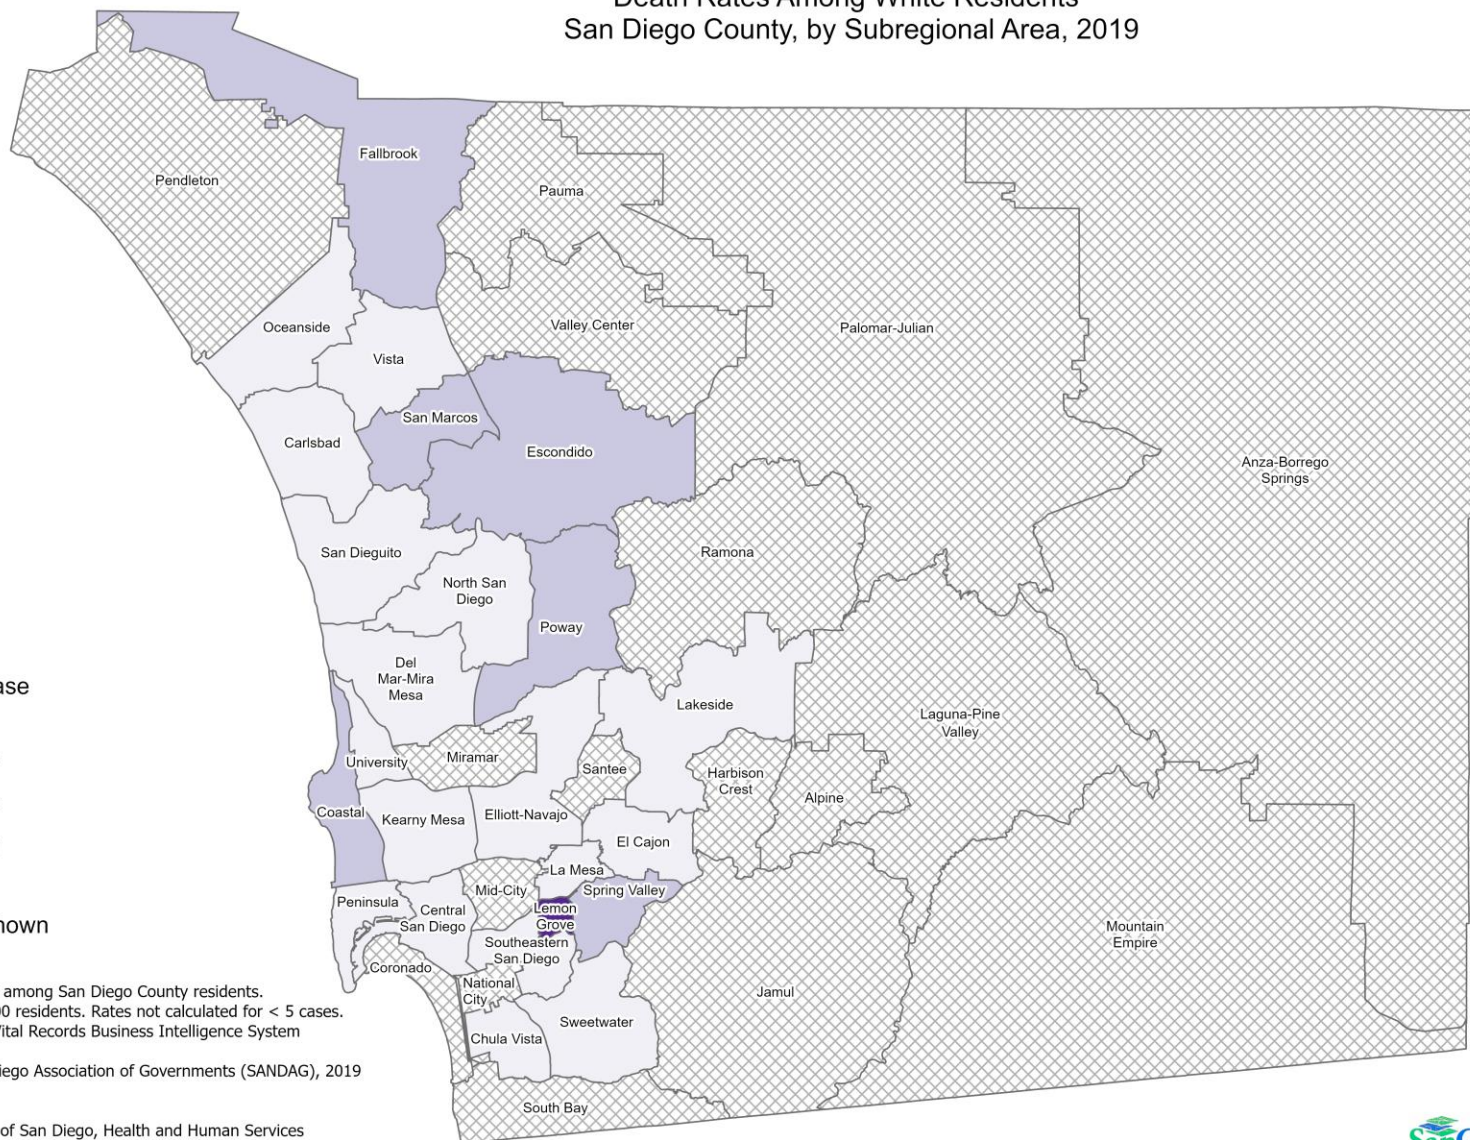 Death Rates Among White Residents
San Diego County, by Subregional Area, 2019
Fallbrook
Pendleton
Pauma
Oceanside
Valley Center
Palomar-Julian
Vista
San Marcos
Carlsbad
Escondido
Anza-Borrego
Springs
San Dieguito
Ramona
North San
Diego
Poway
Del
Mar-Mira
Mesa
Lakeside
Laguna-Pine
Valley
University
Miramar
Santee
Harbison
Crest
Alpine
Coastal
Kearny Mesa
Elliott-Navajo
El Cajon
La Mesa
Mid-City
Spring Valley
Peninsula
Central
San Diego
Lemon
Grove
Southeastern
San Diego
Mountain
Empire
Coronado
National
City
Jamul
Sweetwater
Chula Vista
South Bay
among San Diego County residents.
residents. Rates not calculated for < 5 cases.
Vital Records Business Intelligence System
Association of Governments (SANDAG), 2019
of San Diego, Health and Human Services